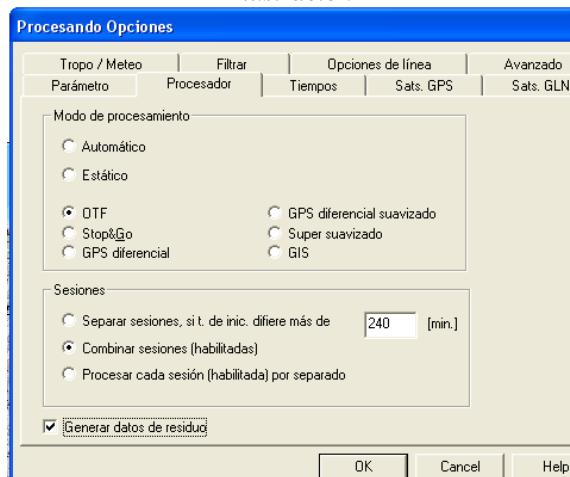 Procesando Opciones
Tropo / Meteo Filtrar Opciones de línea Avanzado
Parámetro Procesador Tiempos Sats. GPS Sats. GLN
Modo de procesamiento
Automático
Estático
OTF GPS diferencial suavizado
Stop&Go Super suavizado
GPS diferencial GIS
Sesiones
Separar sesiones, si t. de inic. difiere más de 240 [min.]
Combinar sesiones (habilitadas)
Procesar cada sesión (habilitada) por separado
Generar datos de residuo
OK Cancel Help